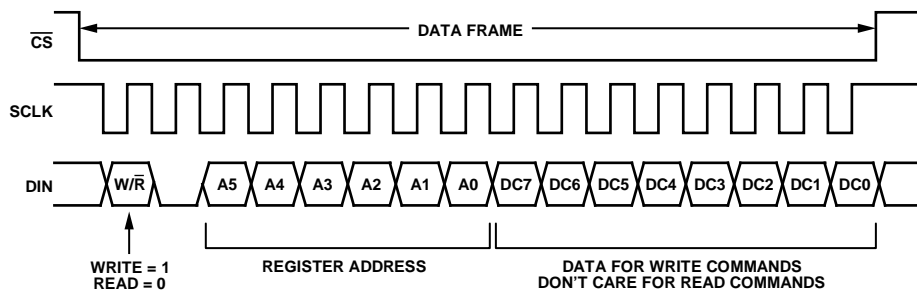 DATA FRAME
C̅S̅
SCLK
DIN
W/R̅ A5 A4 A3 A2 A1 A0 DC7 DC6 DC5 DC4 DC3 DC2 DC1 DC0
WRITE = 1
READ = 0
REGISTER ADDRESS
DATA FOR WRITE COMMANDS
DON'T CARE FOR READ COMMANDS